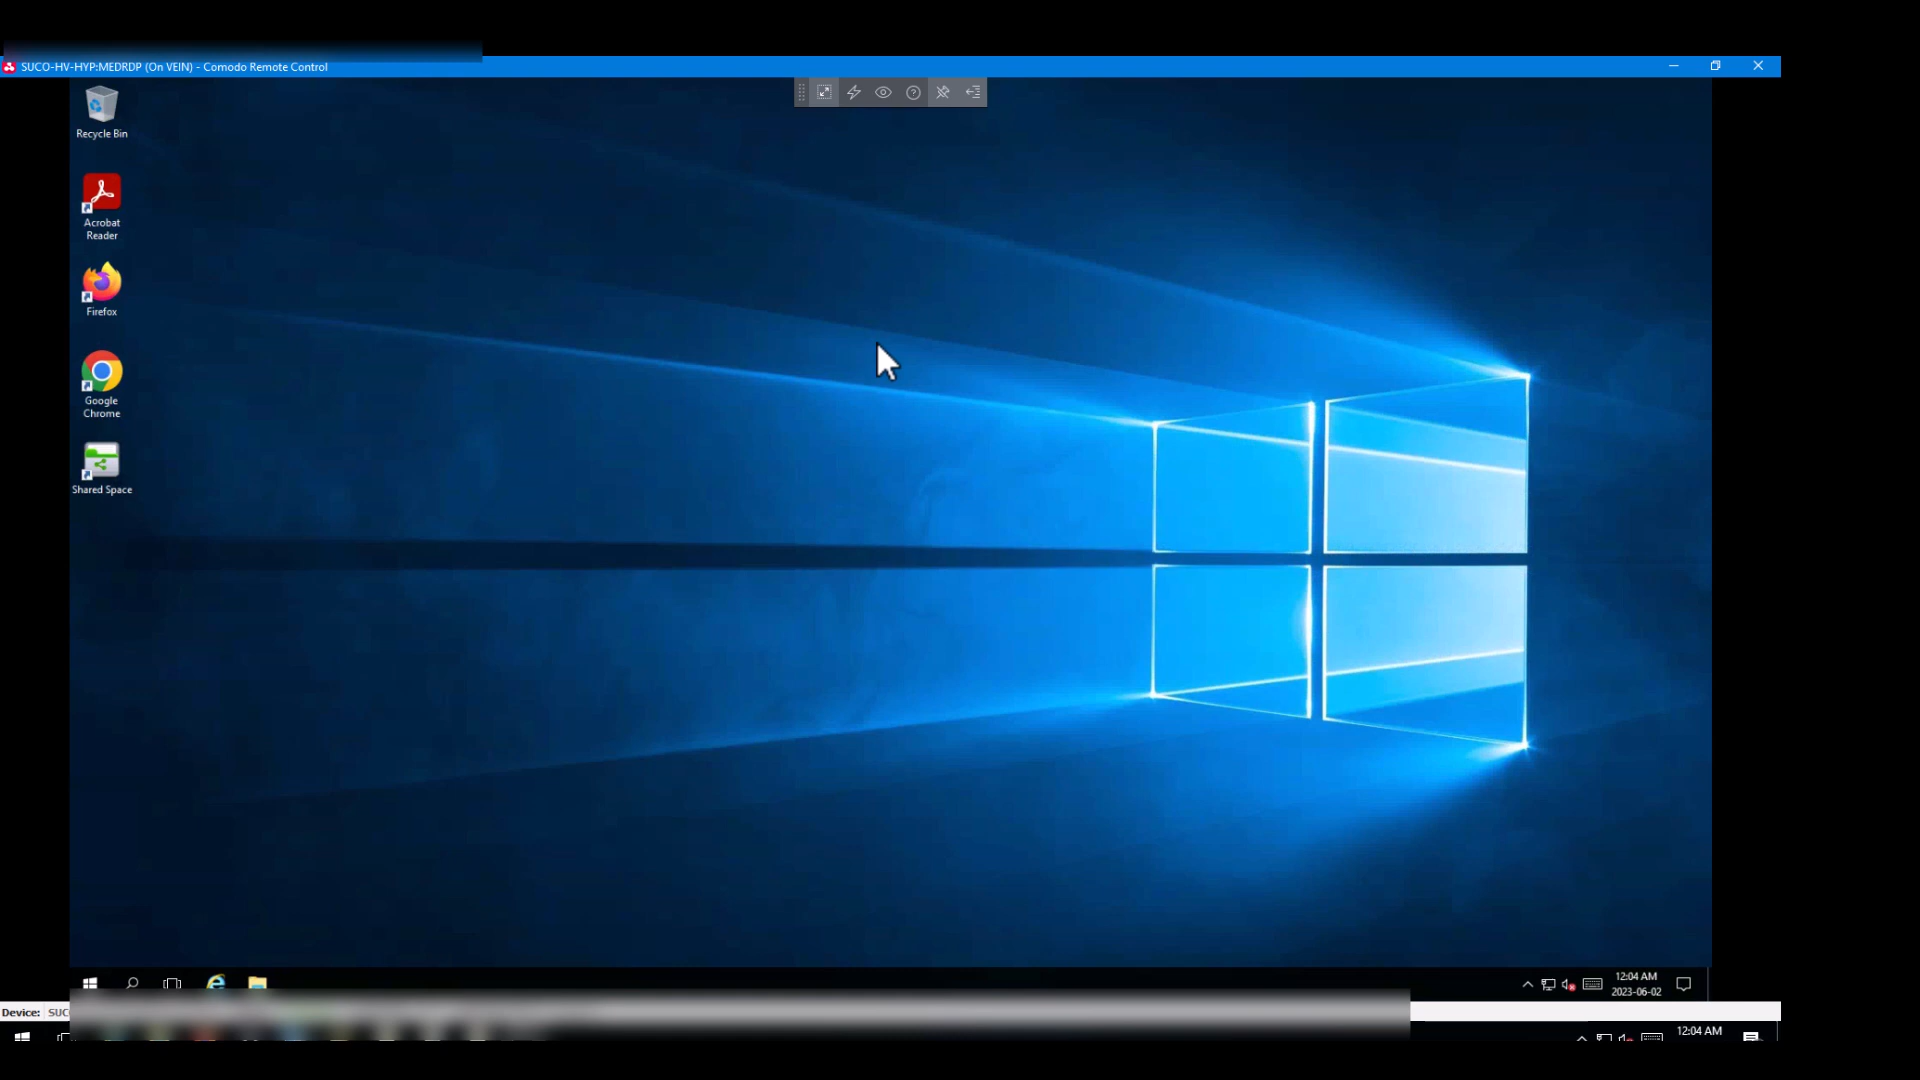 SUCO-HV-HYP:MEDRDP (On VEIN) - Comodo Remote Control
Recycle Bin
Acrobat
Reader
Firefox
Google
Chrome
Shared Space
12:04 AM
2023-06-02
Device:
12:04 AM